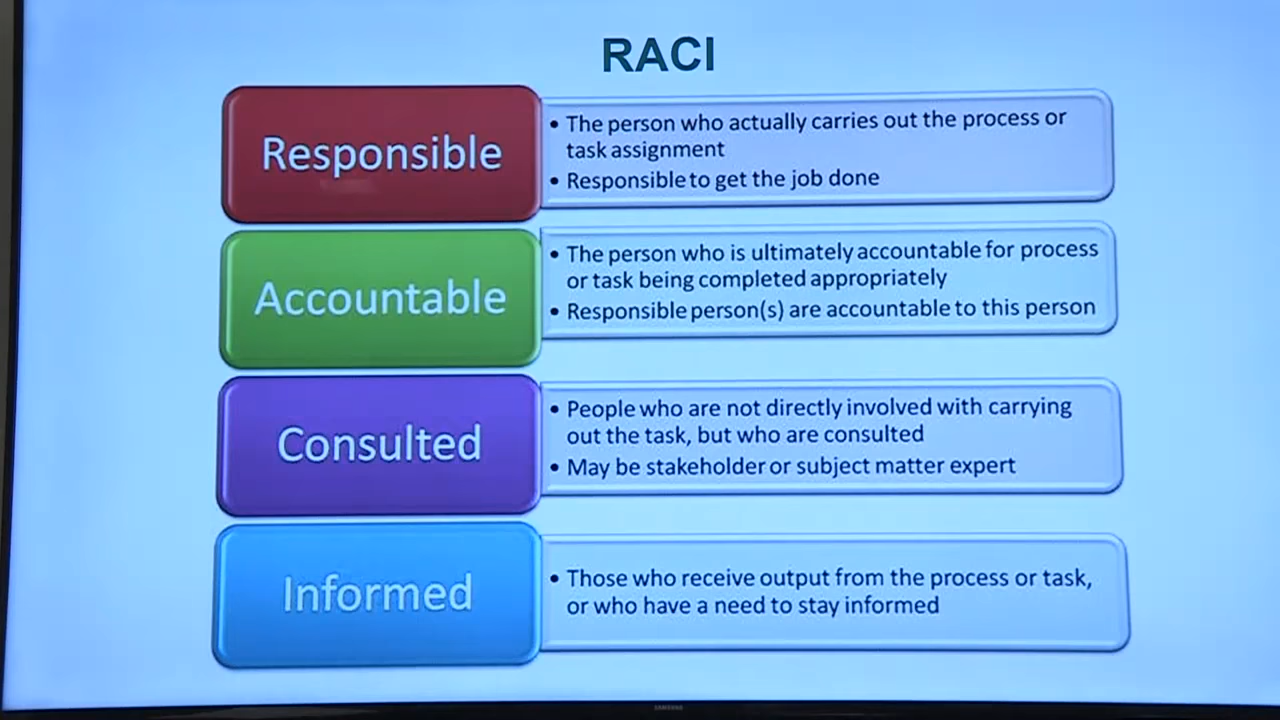 RACI
Responsible
• The person who actually carries out the process or
task assignment
• Responsible to get the job done
Accountable
• The person who is ultimately accountable for process
or task being completed appropriately
• Responsible person(s) are accountable to this person
Consulted
• People who are not directly involved with carrying
out the task, but who are consulted
• May be stakeholder or subject matter expert
Informed
• Those who receive output from the process or task,
or who have a need to stay informed
SAMSUNG